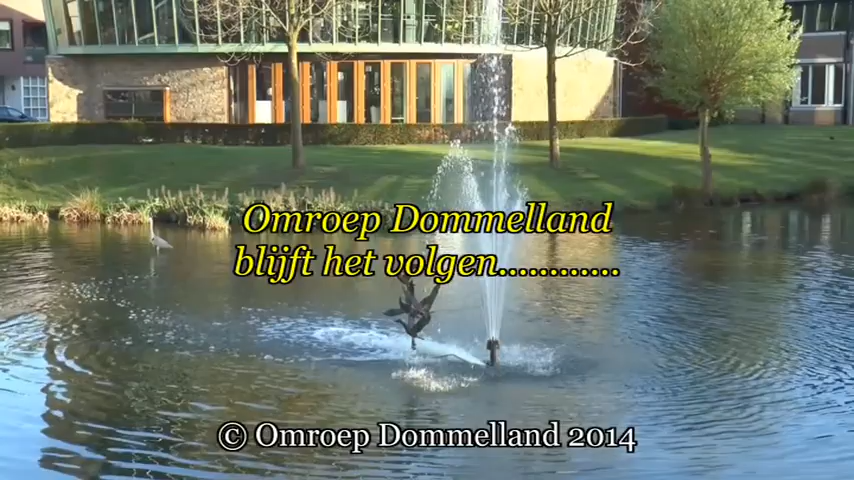 Omroep Dommelland
blijft het volgen.............
© Omroep Dommelland 2014